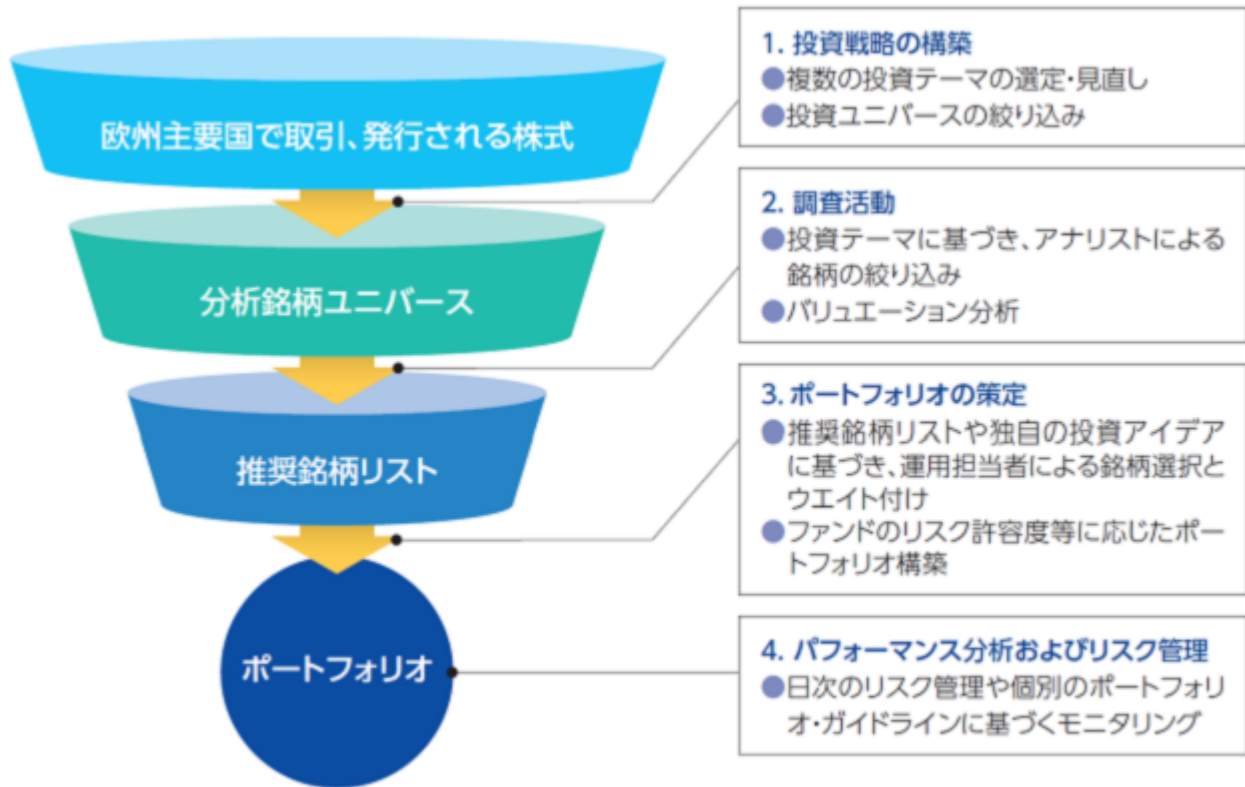 欧州主要国で取引、発行される株式
分析銘柄ユニバース
推奨銘柄リスト
ポートフォリオ
1. 投資戦略の構築
●複数の投資テーマの選定・見直し
●投資ユニバースの絞り込み
2. 調査活動
●投資テーマに基づき、アナリストによる
銘柄の絞り込み
●バリュエーション分析
3. ポートフォリオの策定
●推奨銘柄リストや独自の投資アイデア
に基づき、運用担当者による銘柄選択と
ウエイト付け
●ファンドのリスク許容度等に応じたポー
トフォリオ構築
4. パフォーマンス分析およびリスク管理
●日次のリスク管理や個別のポートフォリ
オ・ガイドラインに基づくモニタリング